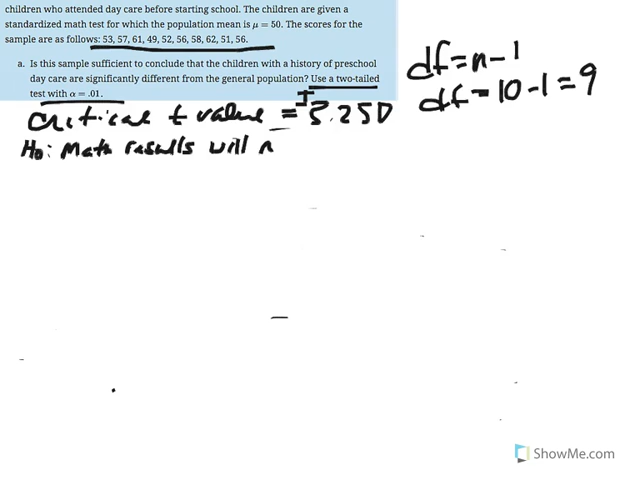 children who attended day care before starting school. The children are given a
standardized math test for which the population mean is μ = 50. The scores for the
sample are as follows: 53, 57, 61, 49, 52, 56, 58, 62, 51, 56.
a. Is this sample sufficient to conclude that the children with a history of preschool
day care are significantly different from the general population? Use a two-tailed
test with α = .01.
df = n - 1
df = 10 - 1 = 9
Critical t value = ± 3.250
H0: Math results will n
ShowMe.com